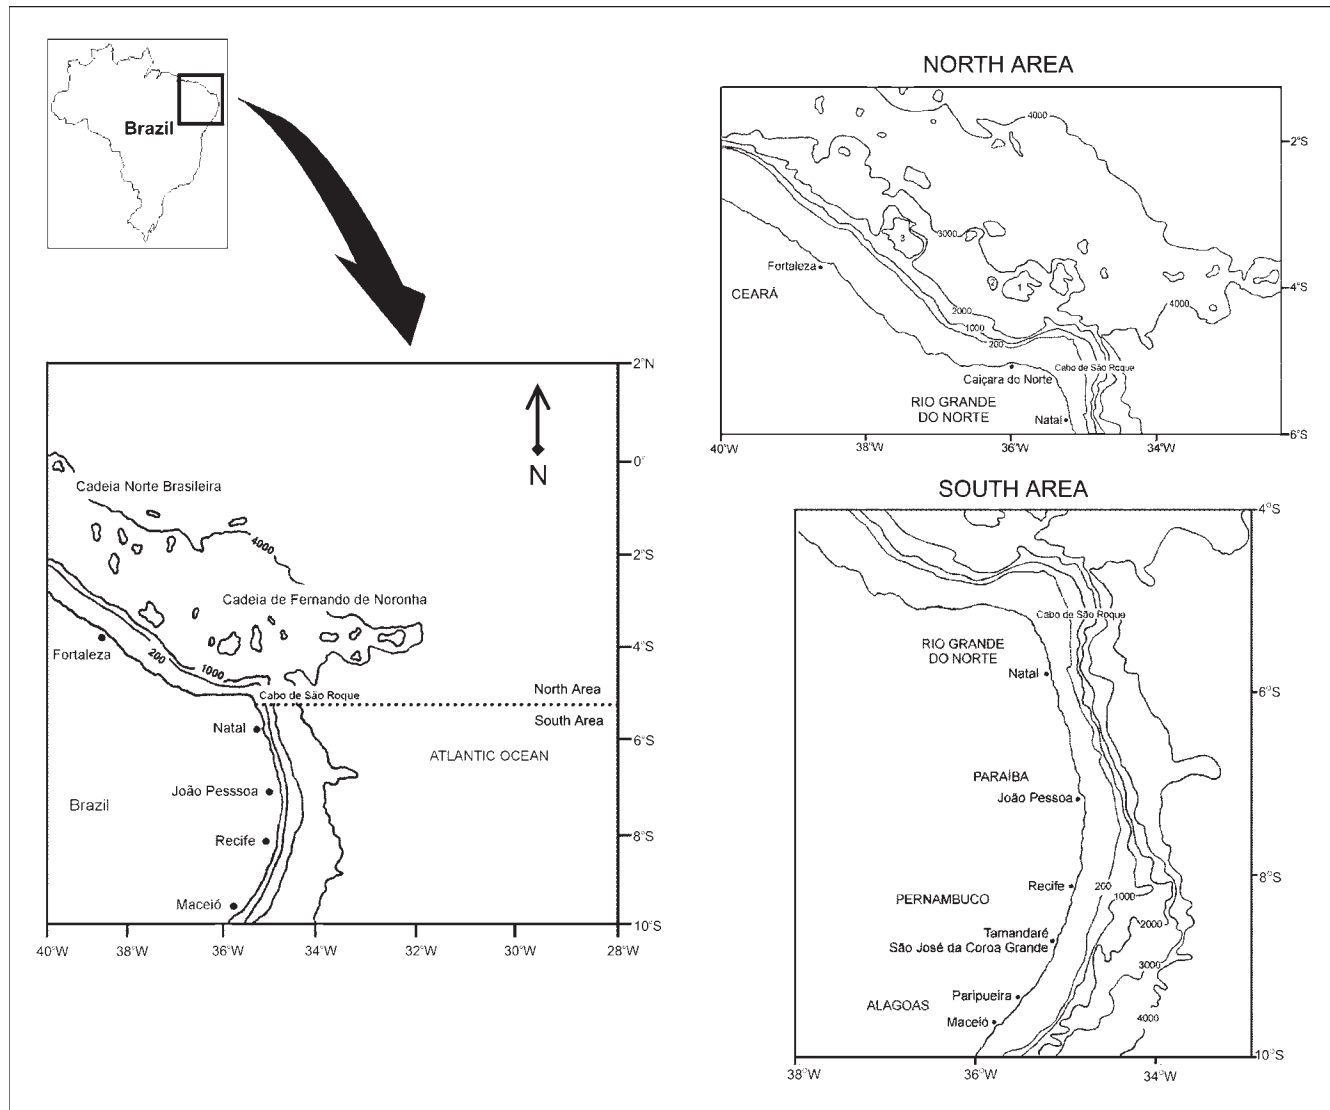 Brazil
2°N
N
0°
Cadeia Norte Brasileira
4000
2°S
Cadeia de Fernando de Noronha
Fortaleza
200
1000
4°S
Cabo de São Roque
North Area
South Area
Natal
6°S
ATLANTIC OCEAN
João Pesssoa
Brazil
Recife
8°S
Maceió
10°S
40°W
38°W
36°W
34°W
32°W
30°W
28°W
NORTH AREA
4000
2°S
3
3000
Fortaleza
2
1
CEARÁ
4°S
4000
2000
1000
200
Cabo de São Roque
Caiçara do Norte
RIO GRANDE
DO NORTE
Natal
6°S
40°W
38°W
36°W
34°W
SOUTH AREA
4°S
Cabo de São Roque
RIO GRANDE
DO NORTE
Natal
6°S
PARAÍBA
João Pessoa
8°S
Recife
200
1000
PERNAMBUCO
2000
Tamandaré
São José da Coroa Grande
3000
Paripueira
ALAGOAS
4000
Maceió
10°S
38°W
36°W
34°W